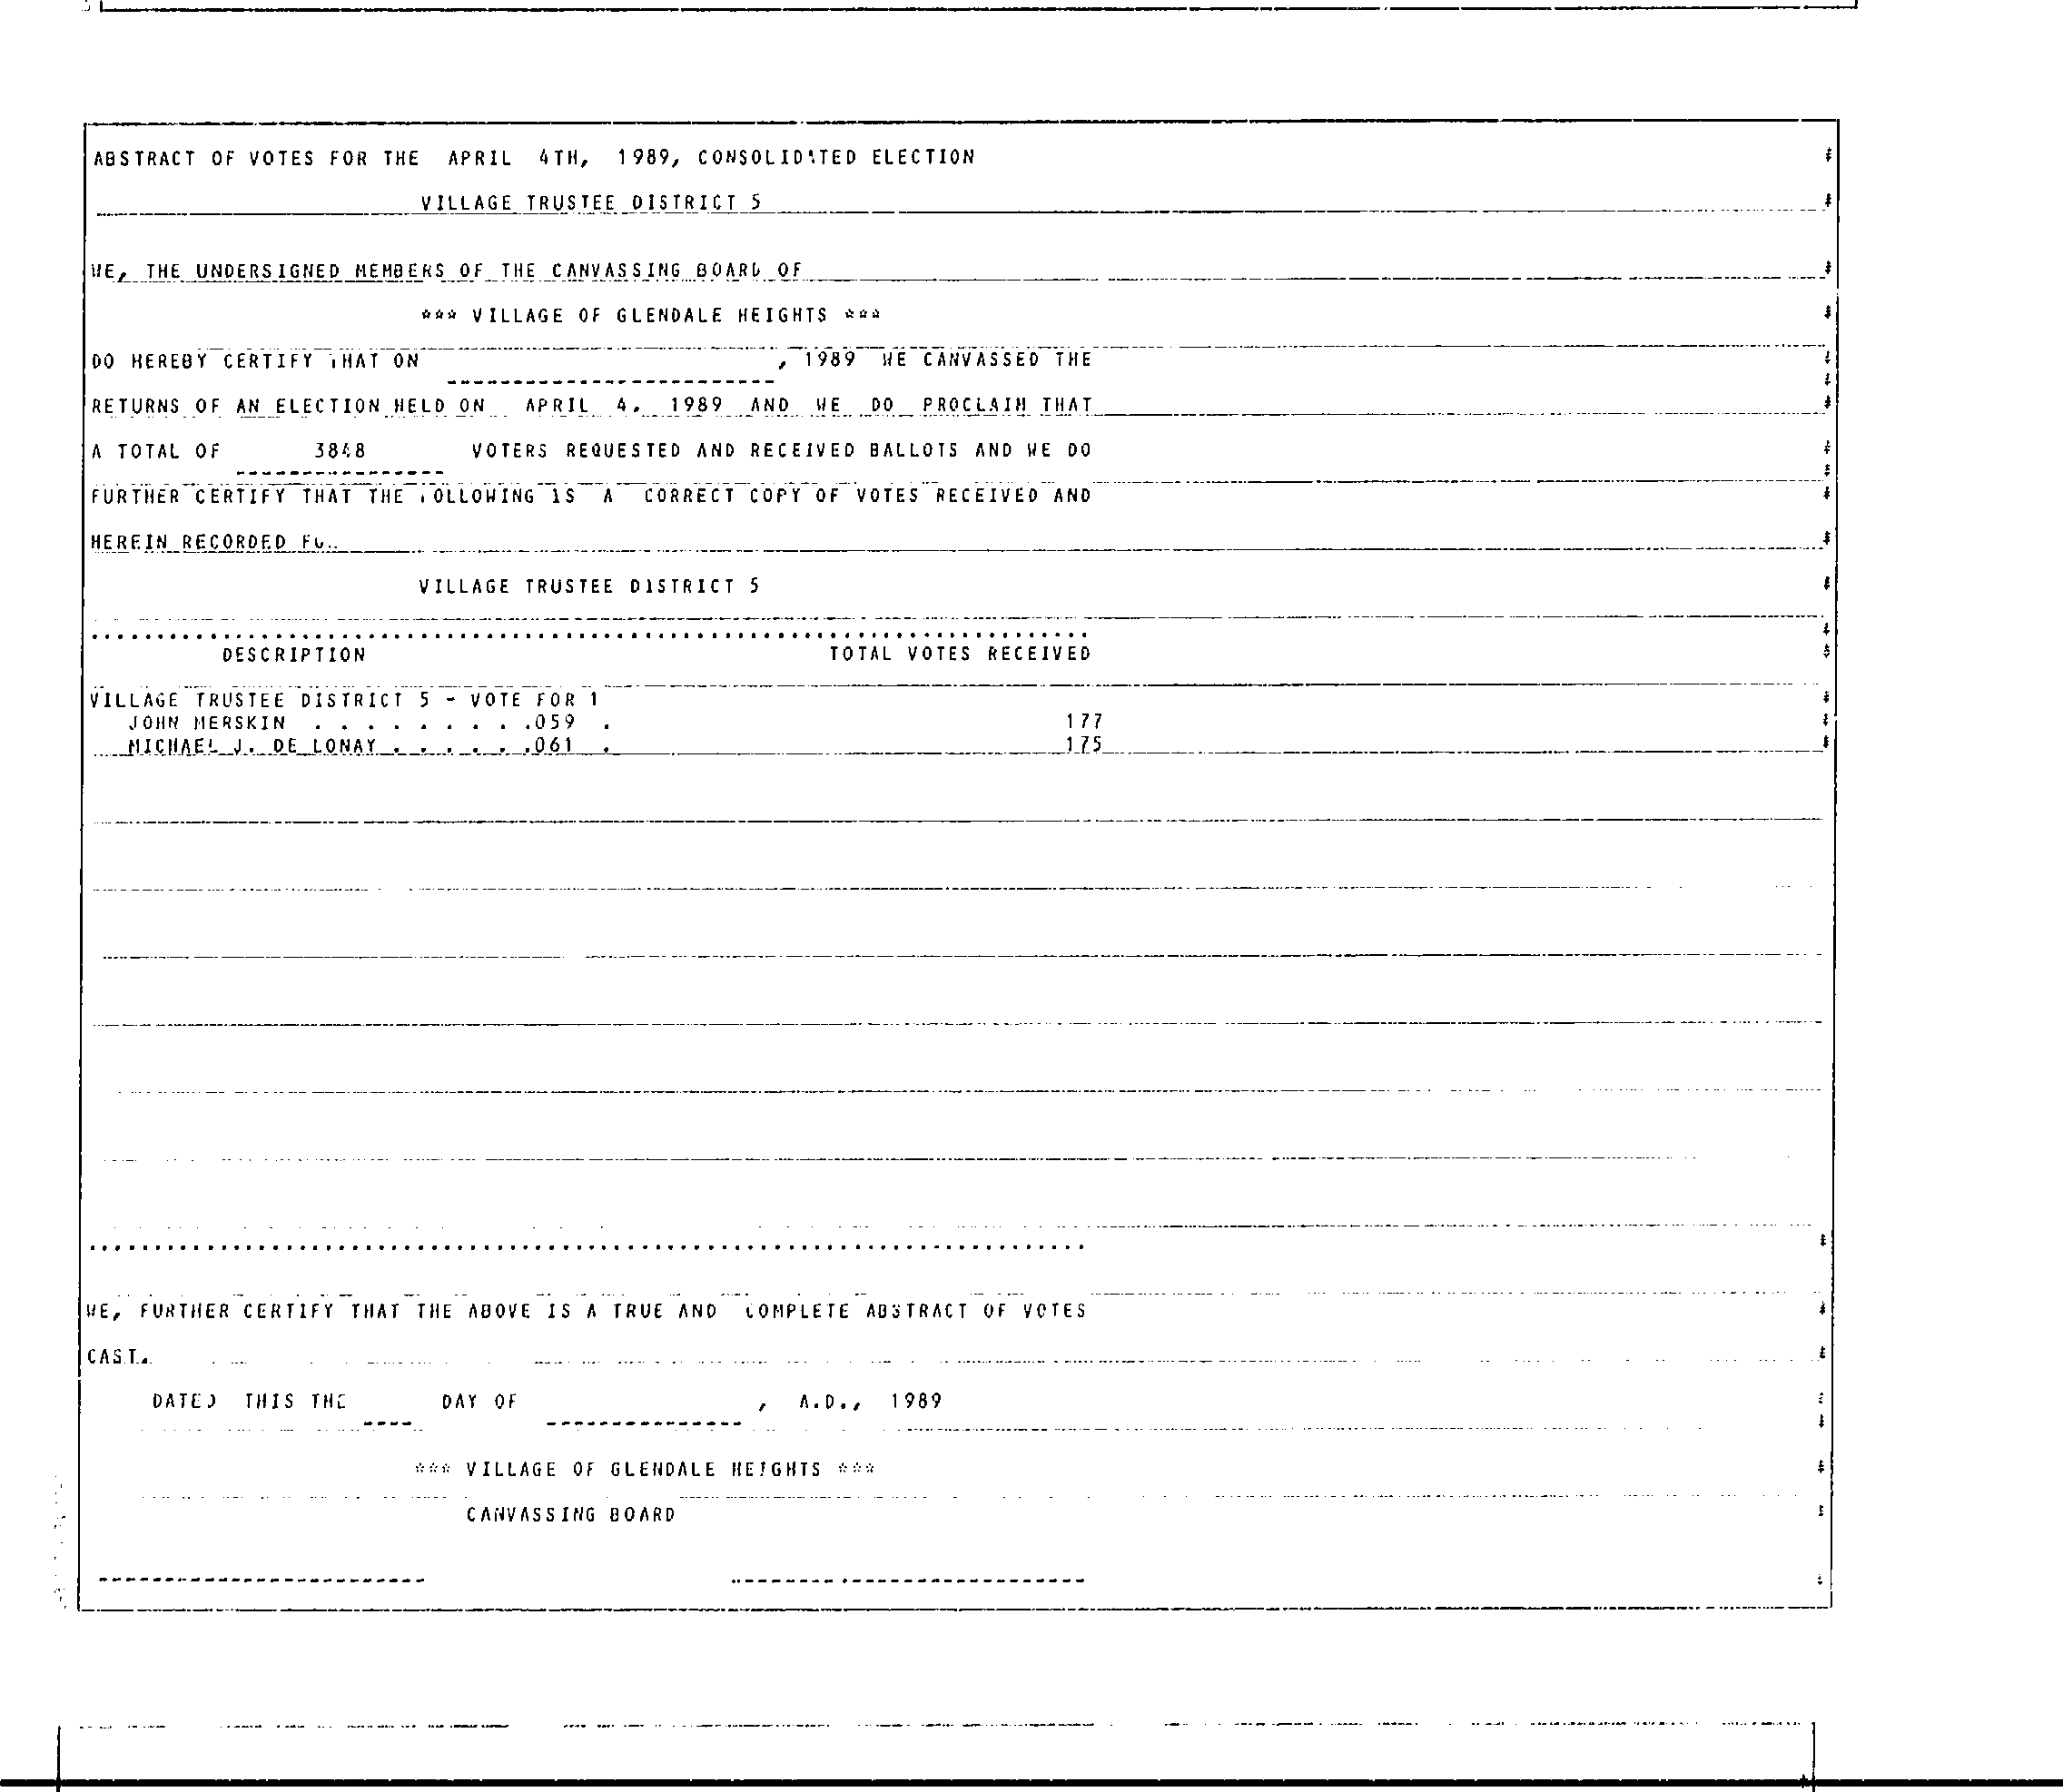 ABSTRACT OF VOTES FOR THE APRIL 4TH, 1989, CONSOLIDATED ELECTION
VILLAGE TRUSTEE DISTRICT 5
WE, THE UNDERSIGNED MEMBERS OF THE CANVASSING BOARD OF
*** VILLAGE OF GLENDALE HEIGHTS ***
DO HEREBY CERTIFY THAT ON , 1989 WE CANVASSED THE
RETURNS OF AN ELECTION HELD ON APRIL 4, 1989 AND WE DO PROCLAIM THAT
A TOTAL OF 3848 VOTERS REQUESTED AND RECEIVED BALLOTS AND WE DO
FURTHER CERTIFY THAT THE FOLLOWING IS A CORRECT COPY OF VOTES RECEIVED AND
HEREIN RECORDED
VILLAGE TRUSTEE DISTRICT 5
DESCRIPTION TOTAL VOTES RECEIVED
VILLAGE TRUSTEE DISTRICT 5 - VOTE FOR 1
JOHN MERSKIN . . . . . . . . .059 . 177
MICHAEL J. DE LONAY . . . . . .061 . 175
WE, FURTHER CERTIFY THAT THE ABOVE IS A TRUE AND COMPLETE ABSTRACT OF VOTES
CAST.
DATED THIS THE DAY OF , A.D., 1989
*** VILLAGE OF GLENDALE HEIGHTS ***
CANVASSING BOARD